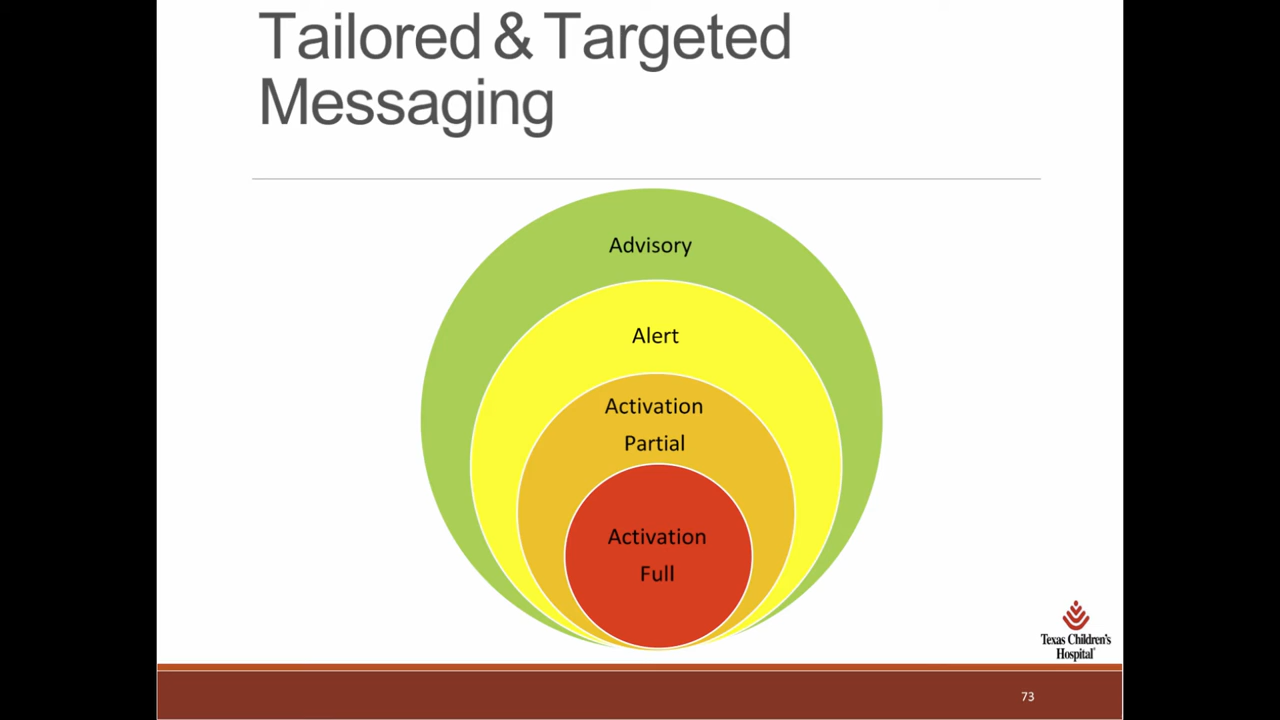 Tailored & Targeted
Messaging
Advisory
Alert
Activation
Partial
Activation
Full
Texas Children's
Hospital
73